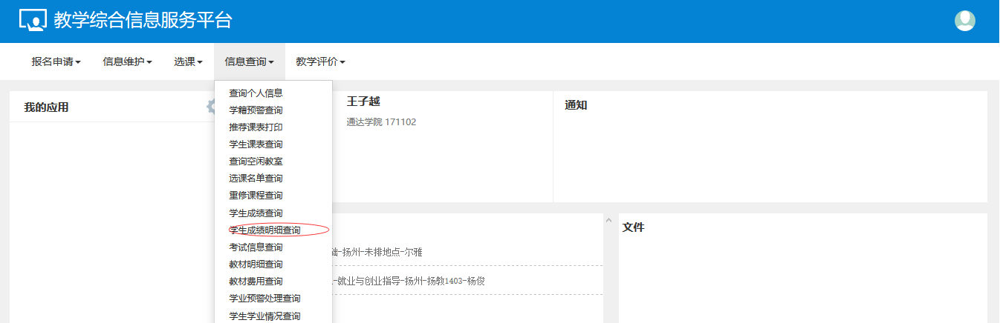 教学综合信息服务平台
报名申请 信息维护 选课 信息查询 教学评价
我的应用
查询个人信息
学籍预警查询
推荐课表打印
学生课表查询
查询空闲教室
选课名单查询
重修课程查询
学生成绩查询
学生成绩明细查询
考试信息查询
教材明细查询
教材费用查询
学业预警处理查询
学生学业情况查询
王子越
通达学院 171102
通知
础-扬州-未排地点-尔雅
-就业与创业指导-扬州-扬教1403-杨俊
文件